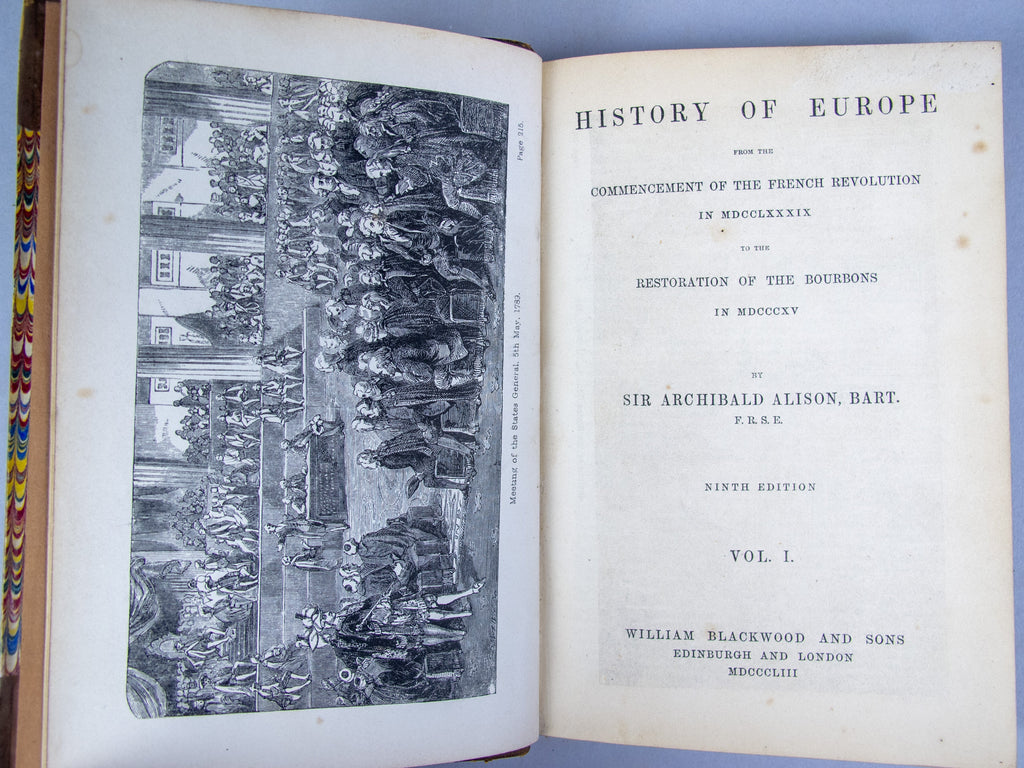 Page 215.
Meeting of the States General, 5th May, 1789.
HISTORY OF EUROPE
FROM THE
COMMENCEMENT OF THE FRENCH REVOLUTION
IN MDCCLXXXIX
TO THE
RESTORATION OF THE BOURBONS
IN MDCCCXV
BY
SIR ARCHIBALD ALISON, BART.
F. R. S. E.
NINTH EDITION
VOL. I.
WILLIAM BLACKWOOD AND SONS
EDINBURGH AND LONDON
MDCCCLIII